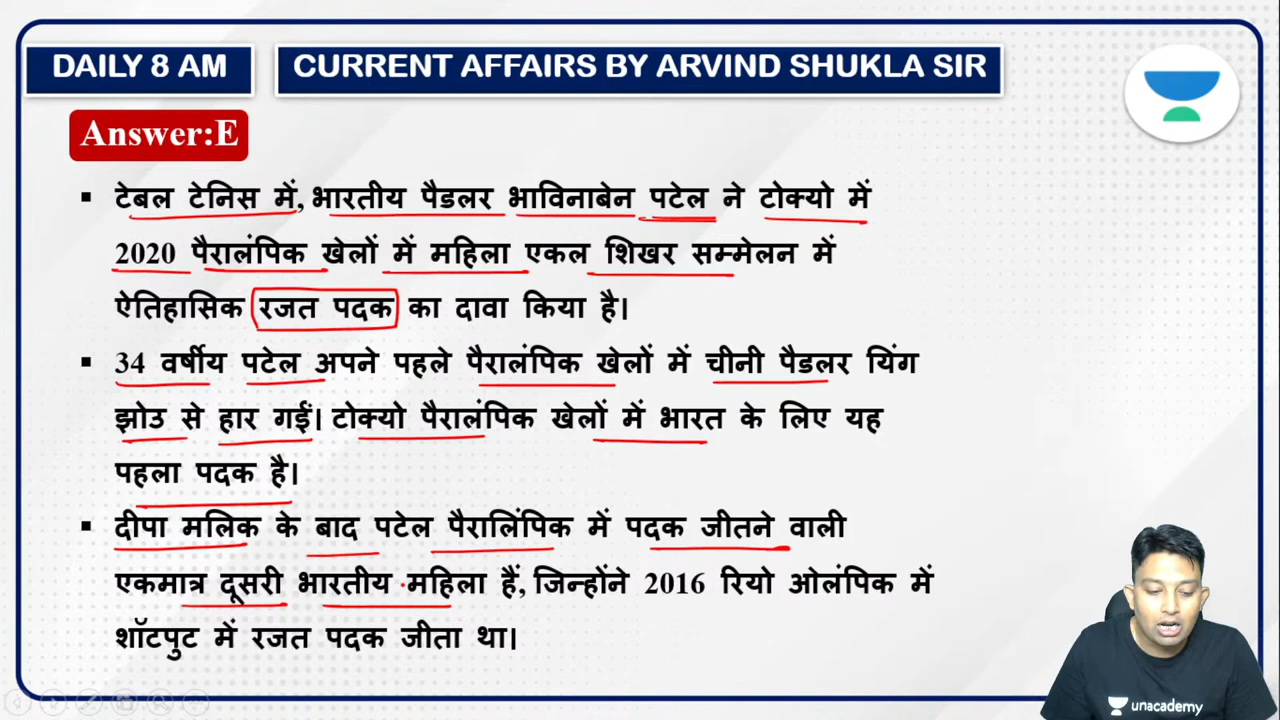 DAILY 8 AM
CURRENT AFFAIRS BY ARVIND SHUKLA SIR
Answer:E
▪ टेबल टेनिस में, भारतीय पैडलर भाविनाबेन पटेल ने टोक्यो में
2020 पैरालंपिक खेलों में महिला एकल शिखर सम्मेलन में
ऐतिहासिक रजत पदक का दावा किया है।
▪ 34 वर्षीय पटेल अपने पहले पैरालंपिक खेलों में चीनी पैडलर यिंग
झोउ से हार गईं। टोक्यो पैरालंपिक खेलों में भारत के लिए यह
पहला पदक है।
▪ दीपा मलिक के बाद पटेल पैरालिंपिक में पदक जीतने वाली
एकमात्र दूसरी भारतीय महिला हैं, जिन्होंने 2016 रियो ओलंपिक में
शॉटपुट में रजत पदक जीता था।
unacademy